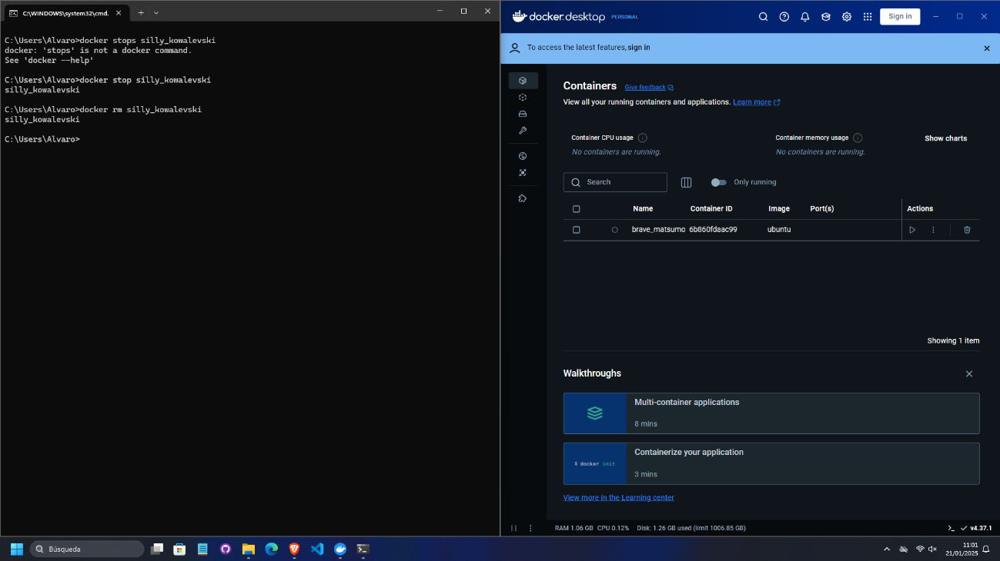 C:\WINDOWS\system32\cmd.
C:\Users\Alvaro>docker stops silly_kowalevski
docker: 'stops' is not a docker command.
See 'docker --help'
C:\Users\Alvaro>docker stop silly_kowalevski
silly_kowalevski
C:\Users\Alvaro>docker rm silly_kowalevski
silly_kowalevski
C:\Users\Alvaro>
docker.desktop PERSONAL
Sign in
To access the latest features, sign in
Containers Give feedback
View all your running containers and applications. Learn more
Container CPU usage
No containers are running.
Container memory usage
No containers are running.
Show charts
Search
Only running
Name Container ID Image Port(s) Actions
brave_matsumo 6b860fdaac99 ubuntu
Showing 1 item
Walkthroughs
Multi-container applications
8 mins
$ docker init
Containerize your application
3 mins
View more in the Learning center
RAM 1.06 GB CPU 0.12% Disk: 1.26 GB used (limit 1006.85 GB)
v4.37.1
Búsqueda
11:01
21/01/2025